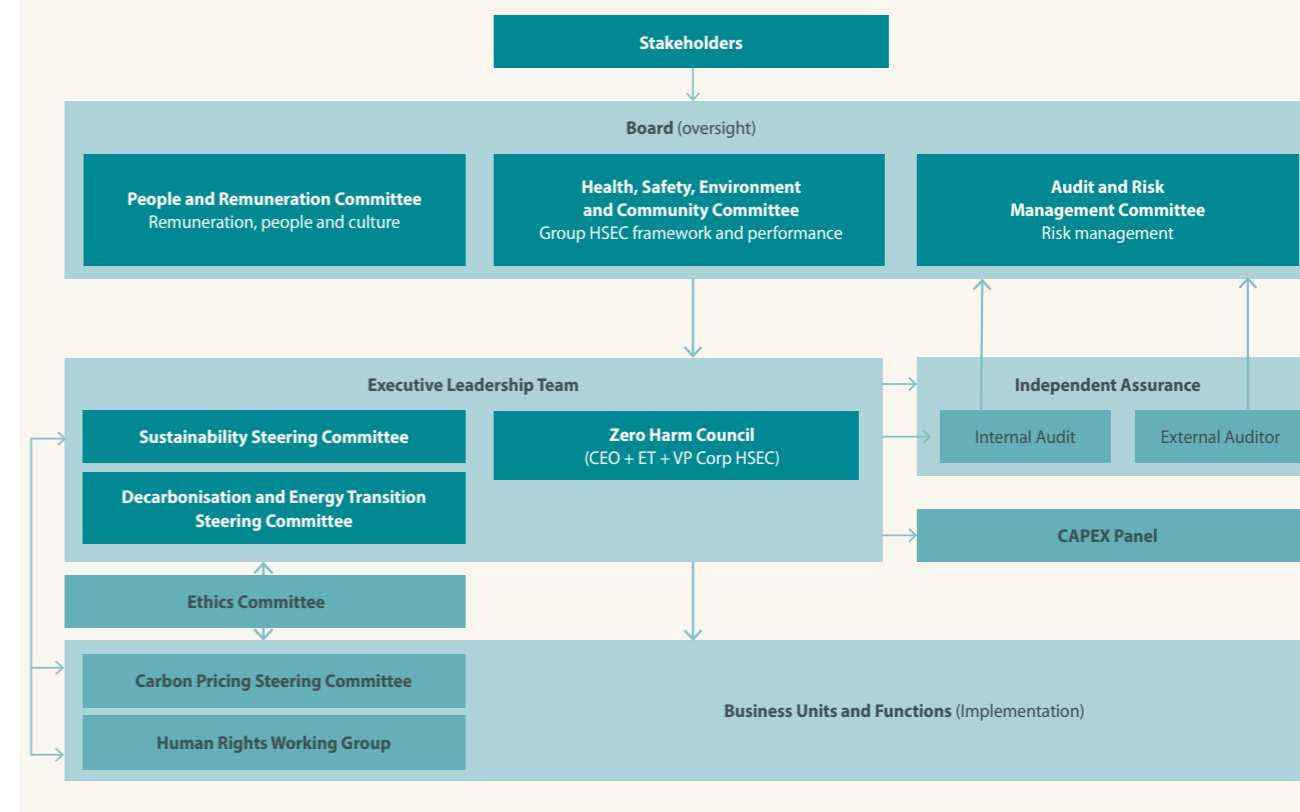 Stakeholders
Board (oversight)
People and Remuneration Committee
Remuneration, people and culture
Health, Safety, Environment
and Community Committee
Group HSEC framework and performance
Audit and Risk
Management Committee
Risk management
Executive Leadership Team
Sustainability Steering Committee
Decarbonisation and Energy Transition
Steering Committee
Zero Harm Council
(CEO + ET + VP Corp HSEC)
Independent Assurance
Internal Audit
External Auditor
CAPEX Panel
Ethics Committee
Carbon Pricing Steering Committee
Human Rights Working Group
Business Units and Functions (Implementation)